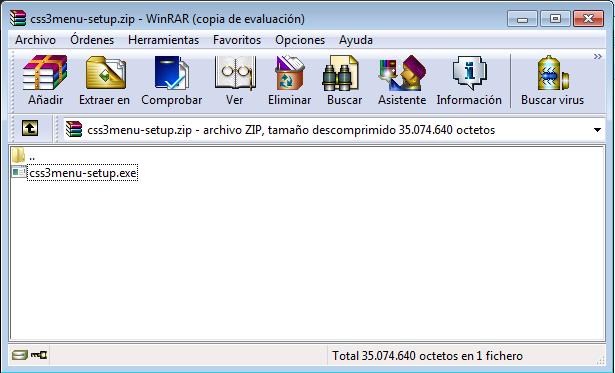 css3menu-setup.zip - WinRAR (copia de evaluación)
Archivo Órdenes Herramientas Favoritos Opciones Ayuda
Añadir Extraer en Comprobar Ver Eliminar Buscar Asistente Información Buscar virus
css3menu-setup.zip - archivo ZIP, tamaño descomprimido 35.074.640 octetos
..
css3menu-setup.exe
Total 35.074.640 octetos en 1 fichero